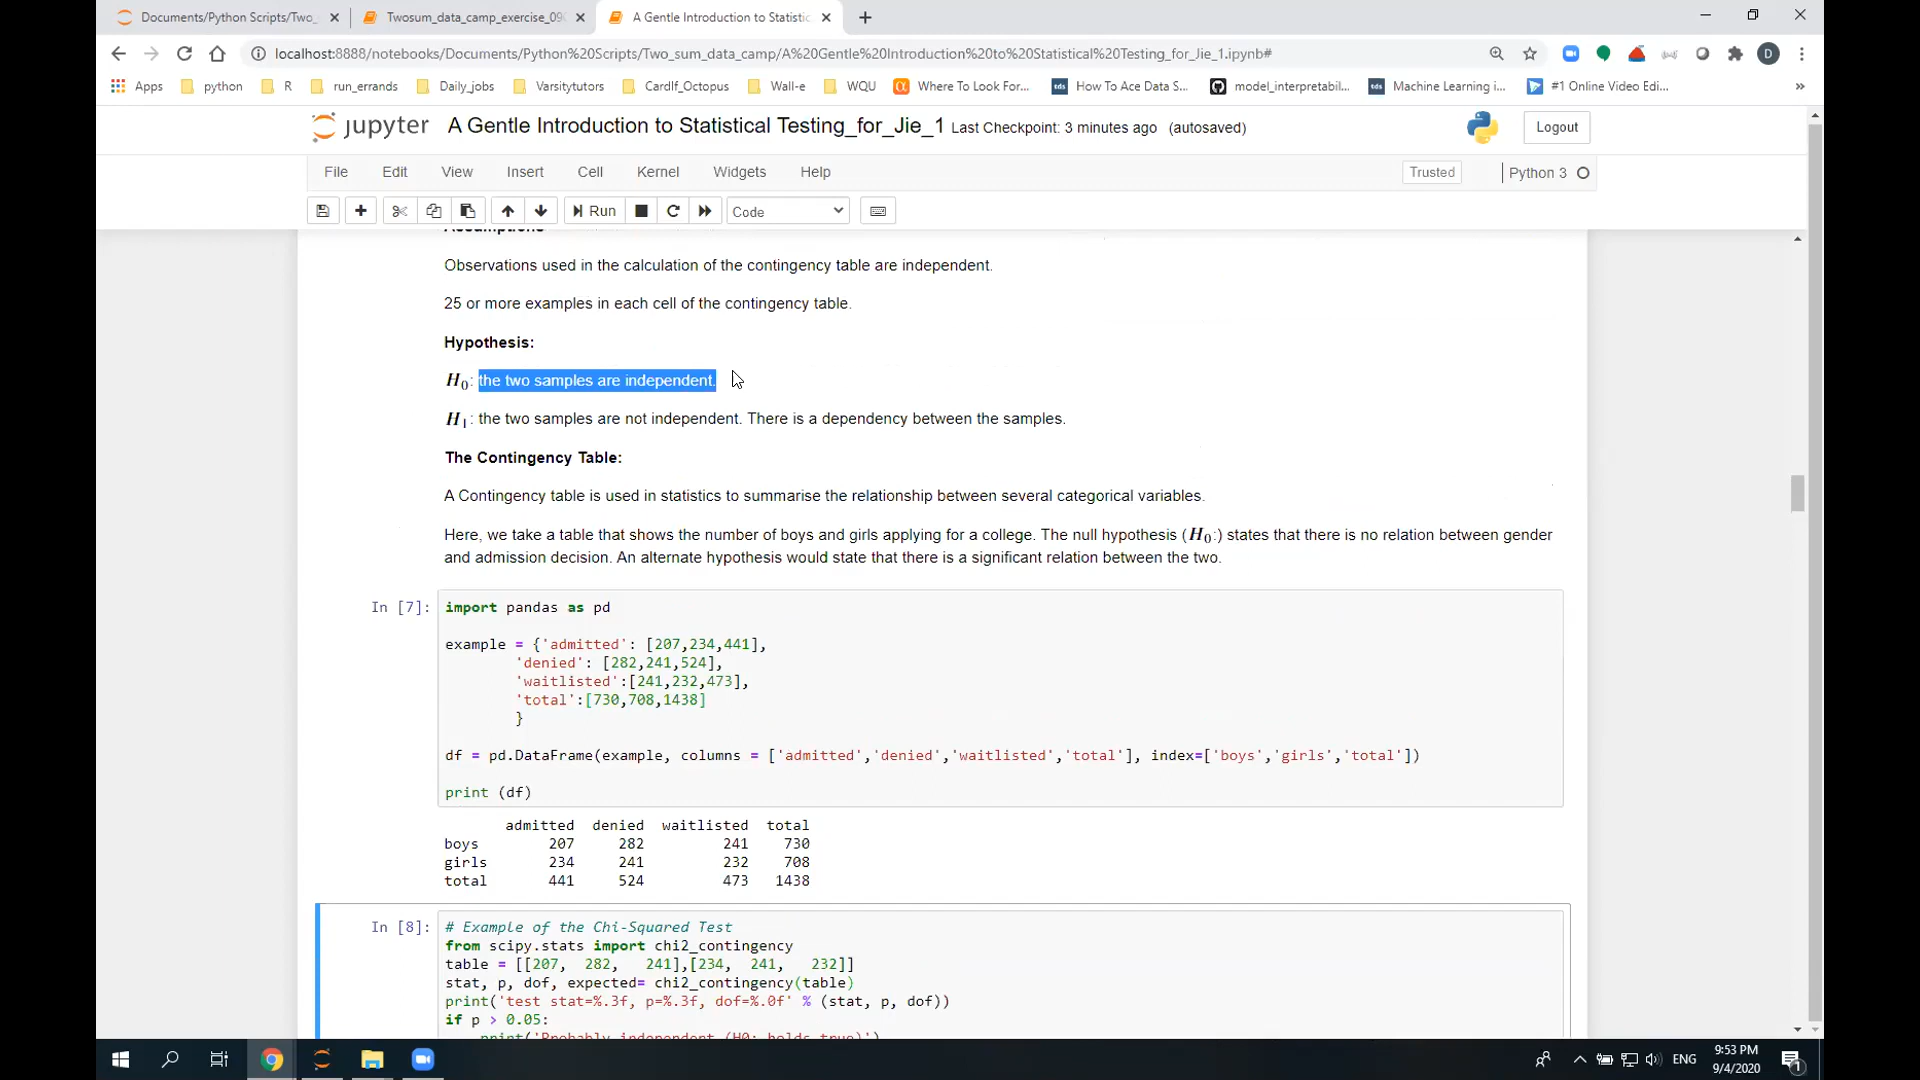 Documents/Python Scripts/Two_
Twosum_data_camp_exercise_090
A Gentle Introduction to Statistic
localhost:8888/notebooks/Documents/Python%20Scripts/Two_sum_data_camp/A%20Gentle%20Introduction%20to%20Statistical%20Testing_for_Jie_1.ipynb#
D
Apps python R run_errands Daily_jobs Varsitytutors Cardlf_Octopus Wall-e WQU Where To Look For... How To Ace Data S... model_interpretabil... Machine Learning i... #1 Online Video Edi... »
jupyter A Gentle Introduction to Statistical Testing_for_Jie_1 Last Checkpoint: 3 minutes ago (autosaved) Logout
File Edit View Insert Cell Kernel Widgets Help Trusted Python 3
Run Code
Assumptions
Observations used in the calculation of the contingency table are independent.
25 or more examples in each cell of the contingency table.
Hypothesis:
H0: the two samples are independent.
H1: the two samples are not independent. There is a dependency between the samples.
The Contingency Table:
A Contingency table is used in statistics to summarise the relationship between several categorical variables.
Here, we take a table that shows the number of boys and girls applying for a college. The null hypothesis (H0:) states that there is no relation between gender
and admission decision. An alternate hypothesis would state that there is a significant relation between the two.
In [7]: import pandas as pd
example = {'admitted': [207,234,441],
'denied': [282,241,524],
'waitlisted':[241,232,473],
'total':[730,708,1438]
}
df = pd.DataFrame(example, columns = ['admitted','denied','waitlisted','total'], index=['boys','girls','total'])
print (df)
admitted denied waitlisted total
boys 207 282 241 730
girls 234 241 232 708
total 441 524 473 1438
In [8]: # Example of the Chi-Squared Test
from scipy.stats import chi2_contingency
table = [[207, 282, 241],[234, 241, 232]]
stat, p, dof, expected= chi2_contingency(table)
print('test stat=%.3f, p=%.3f, dof=%.0f' % (stat, p, dof))
if p > 0.05:
print('Probably independent (H0: holds true)')
ENG
9:53 PM
9/4/2020
1